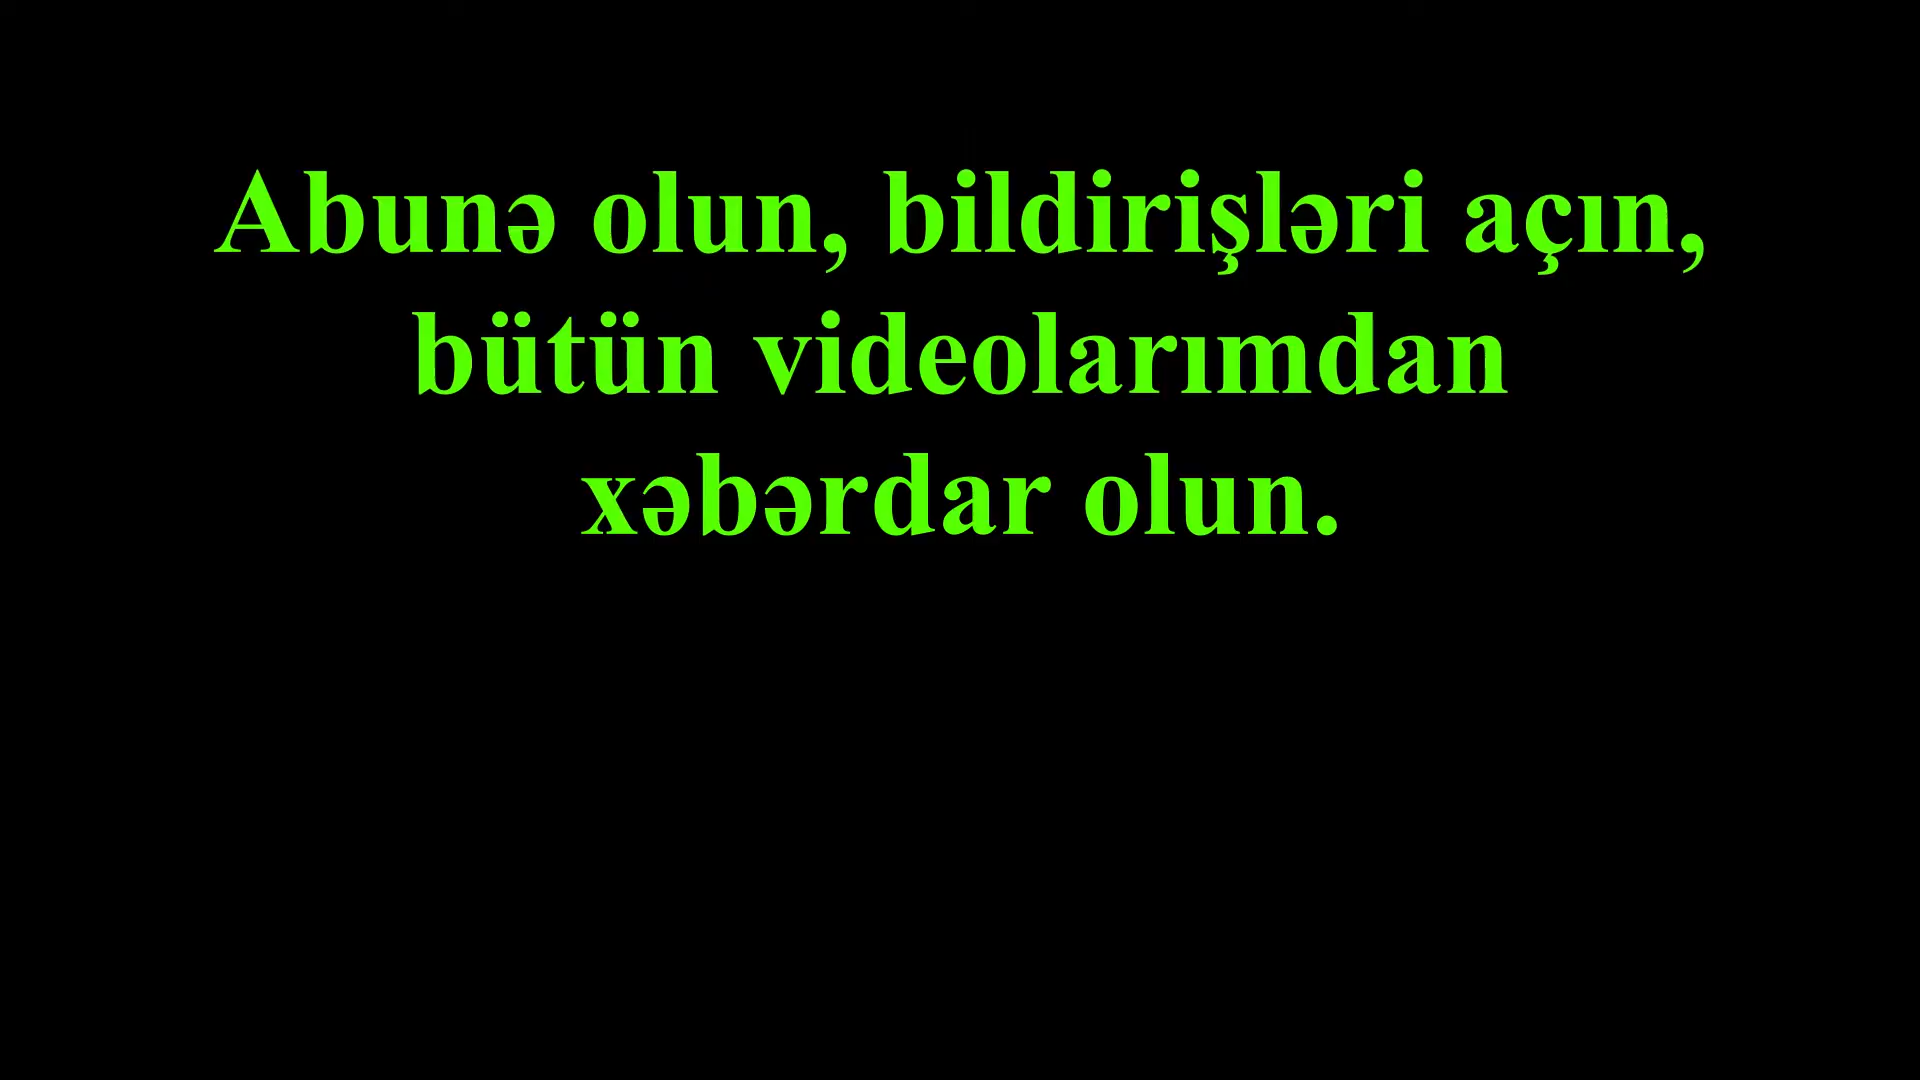 Abunə olun, bildirişləri açın,
bütün videolarımdan
xəbərdar olun.